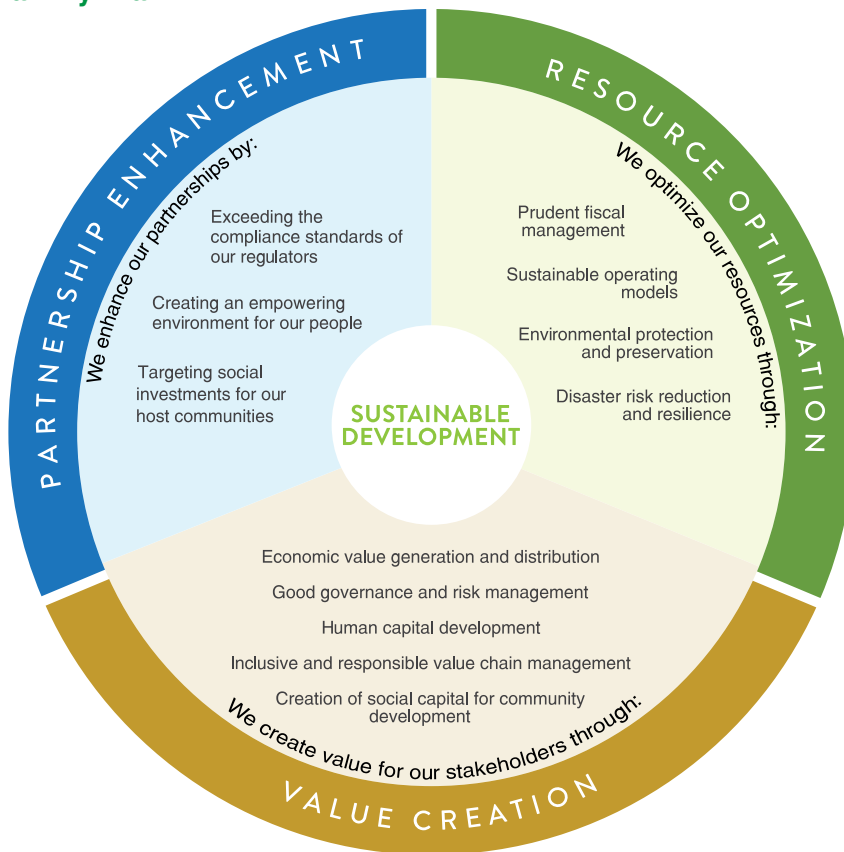 PARTNERSHIP ENHANCEMENT
We enhance our partnerships by:
Exceeding the
compliance standards of
our regulators
Creating an empowering
environment for our people
Targeting social
investments for our
host communities
RESOURCE OPTIMIZATION
We optimize our resources through:
Prudent fiscal
management
Sustainable operating
models
Environmental protection
and preservation
Disaster risk reduction
and resilience
SUSTAINABLE
DEVELOPMENT
Economic value generation and distribution
Good governance and risk management
Human capital development
Inclusive and responsible value chain management
Creation of social capital for community
development
We create value for our stakeholders through:
VALUE CREATION